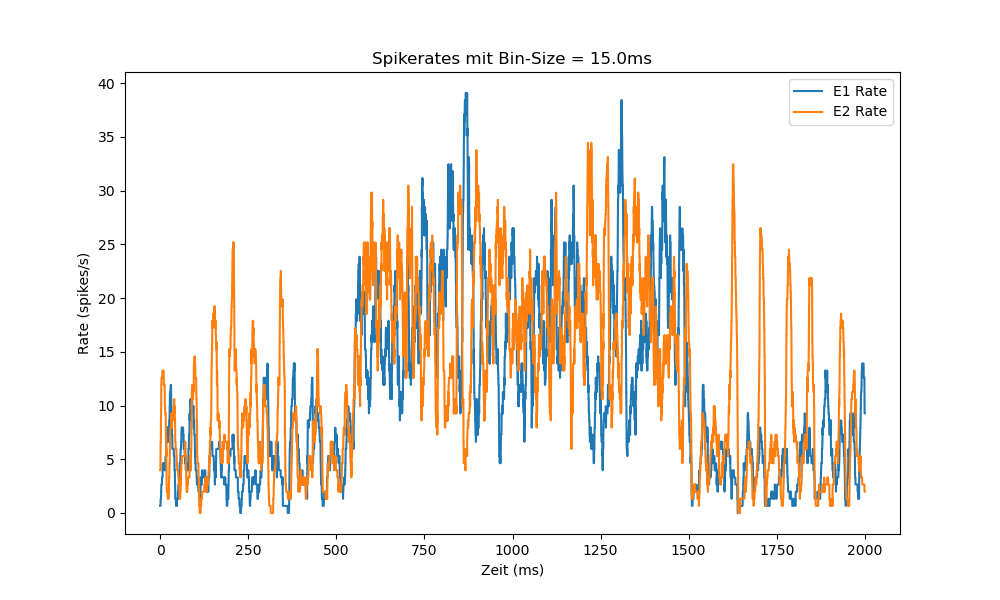 Spikerates mit Bin-Size = 15.0ms
E1 Rate
E2 Rate
Rate (spikes/s)
40
35
30
25
20
15
10
5
0
0 250 500 750 1000 1250 1500 1750 2000
Zeit (ms)